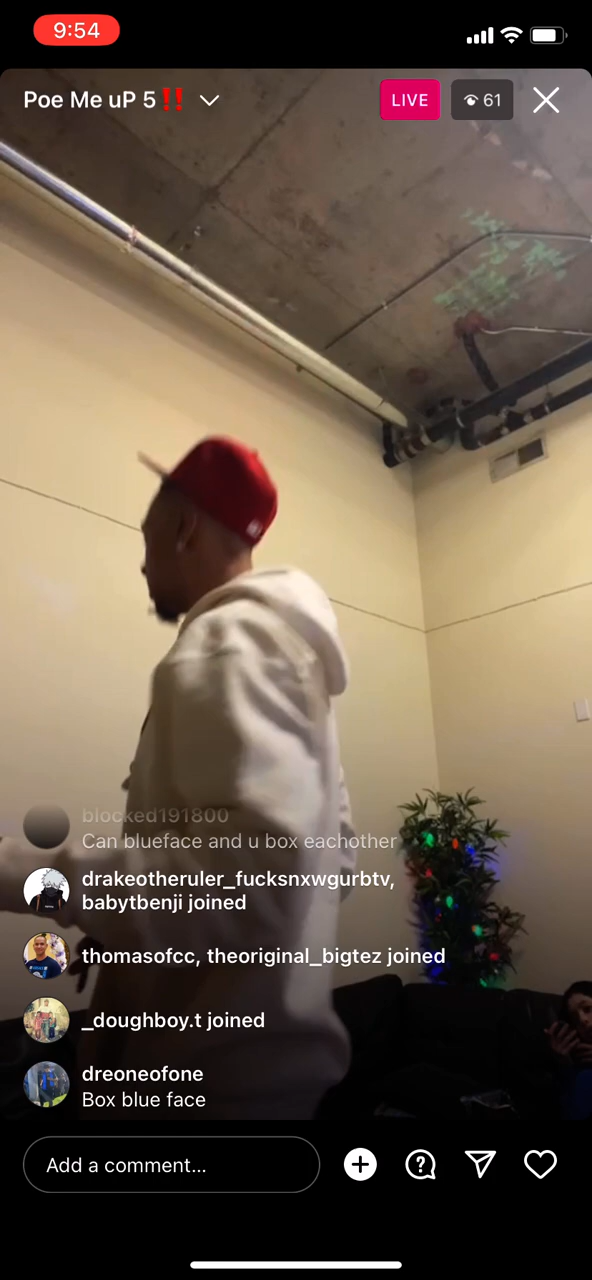 9:54
Poe Me uP 5‼️
LIVE
61
blocked191800
Can blueface and u box eachother
drakeotheruler_fucksnxwgurbtv,
babytbenji joined
thomasofcc, theoriginal_bigtez joined
_doughboy.t joined
dreoneofone
Box blue face
Add a comment...